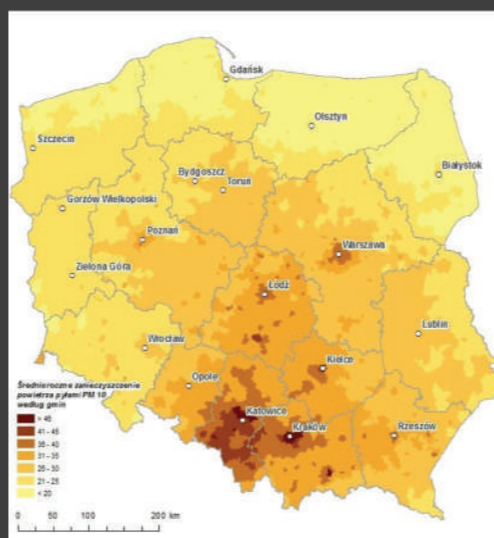 Gdańsk
Olsztyn
Szczecin
Białystok
Bydgoszcz
Toruń
Gorzów Wielkopolski
Poznań
Warszawa
Zielona Góra
Łódź
Lublin
Wrocław
Kielce
Opole
Średnioroczne zanieczyszczenie
powietrza pyłami PM 10
według gmin
> 45
41 - 45
36 - 40
31 - 35
26 - 30
21 - 25
< 20
Katowice
Kraków
Rzeszów
0 25 50 100 150 200 km